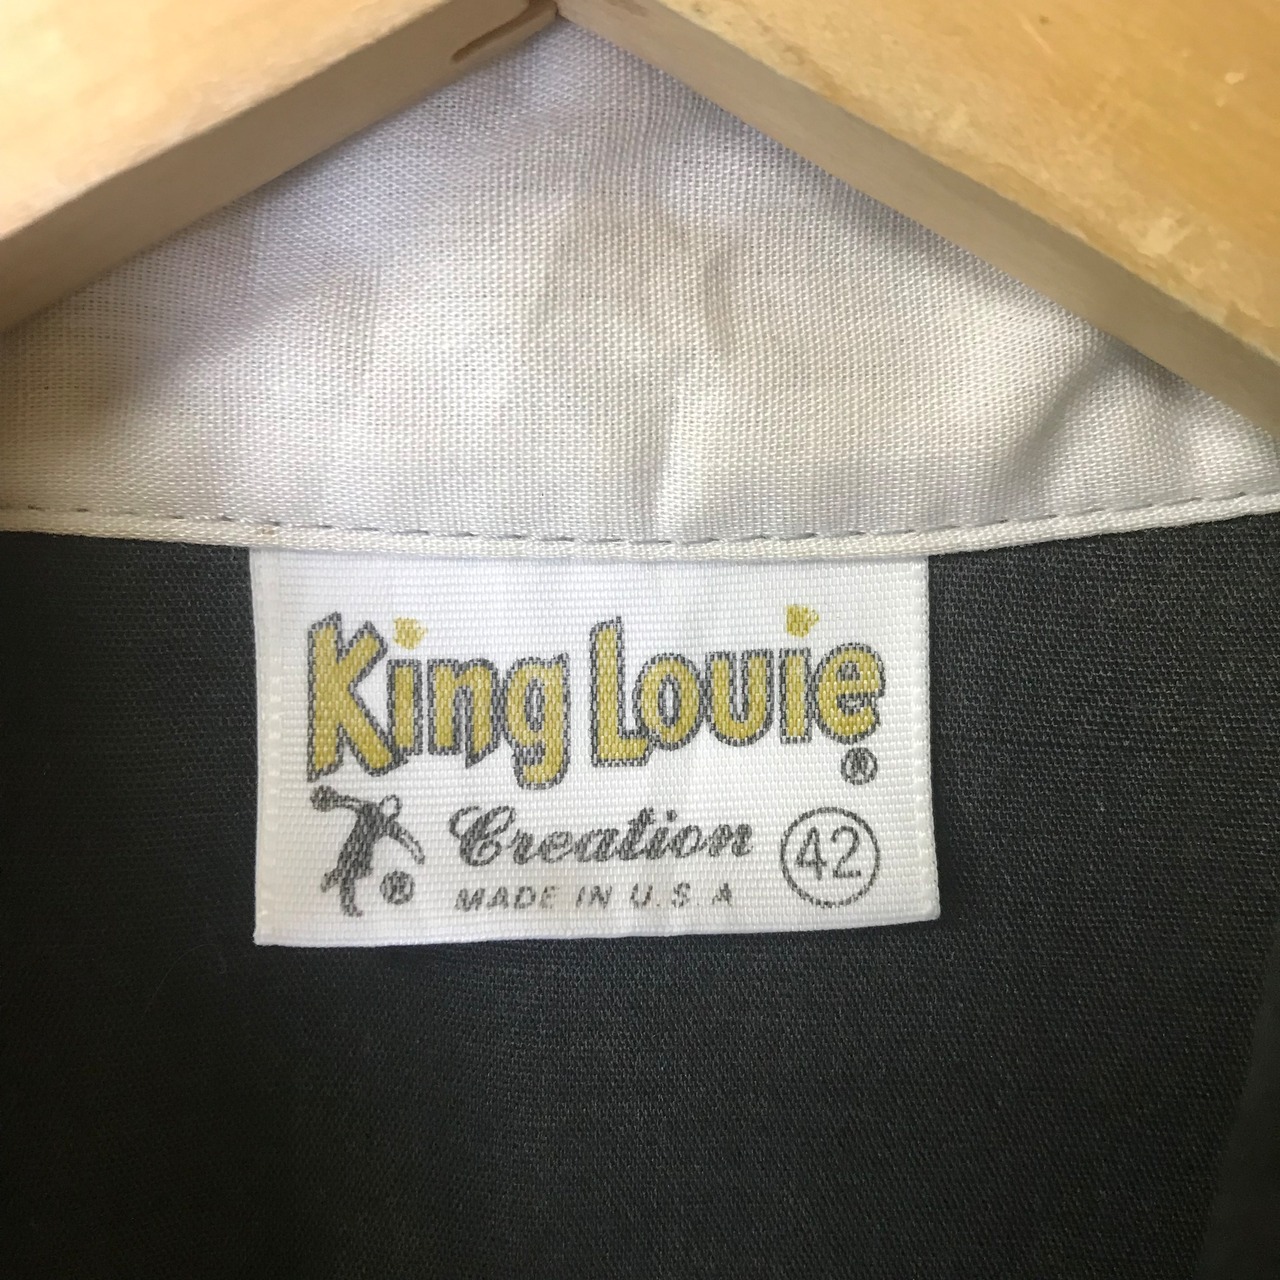 King Louie ®
® Creation 42
MADE IN U.S A